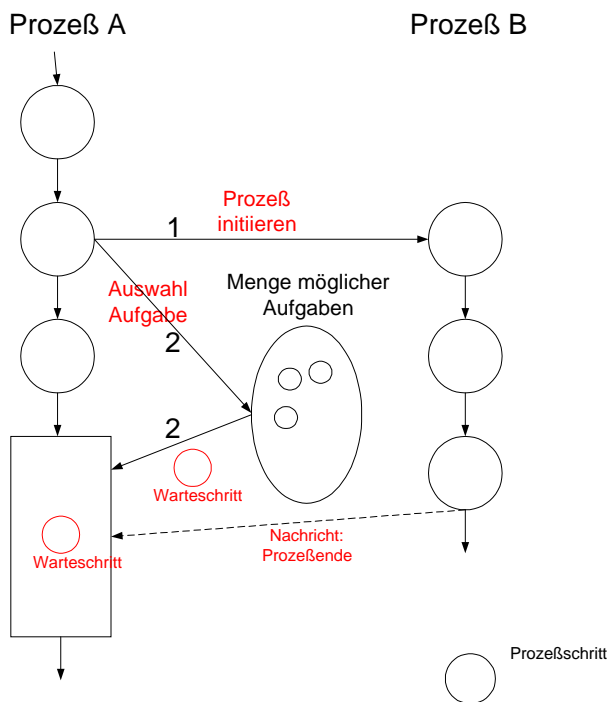 Prozeß A
Prozeß B
Prozeß
initiieren
1
Auswahl
Aufgabe
Menge möglicher
Aufgaben
2
2
Warteschritt
Warteschritt
Nachricht:
Prozeßende
Prozeßschritt